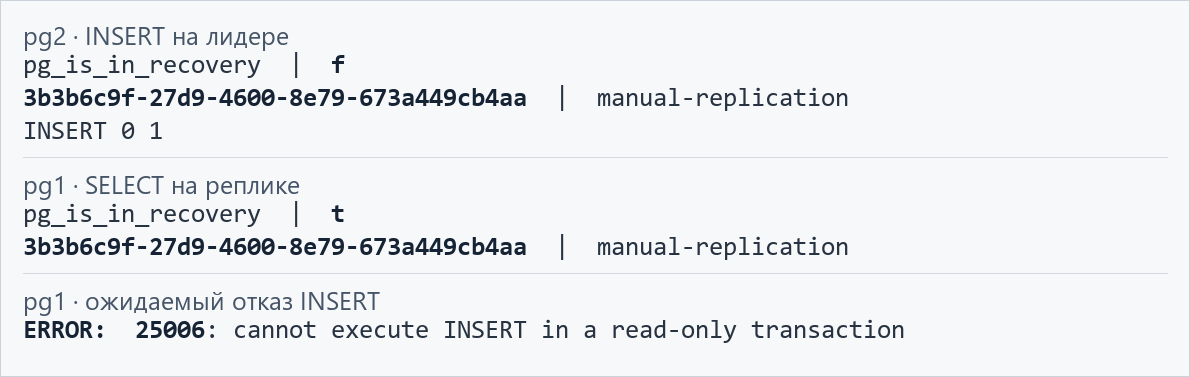 pg2 · INSERT на лидере
pg_is_in_recovery | f
3b3b6c9f-27d9-4600-8e79-673a449cb4aa | manual-replication
INSERT 0 1
pg1 · SELECT на реплике
pg_is_in_recovery | t
3b3b6c9f-27d9-4600-8e79-673a449cb4aa | manual-replication
pg1 · ожидаемый отказ INSERT
ERROR:  25006: cannot execute INSERT in a read-only transaction